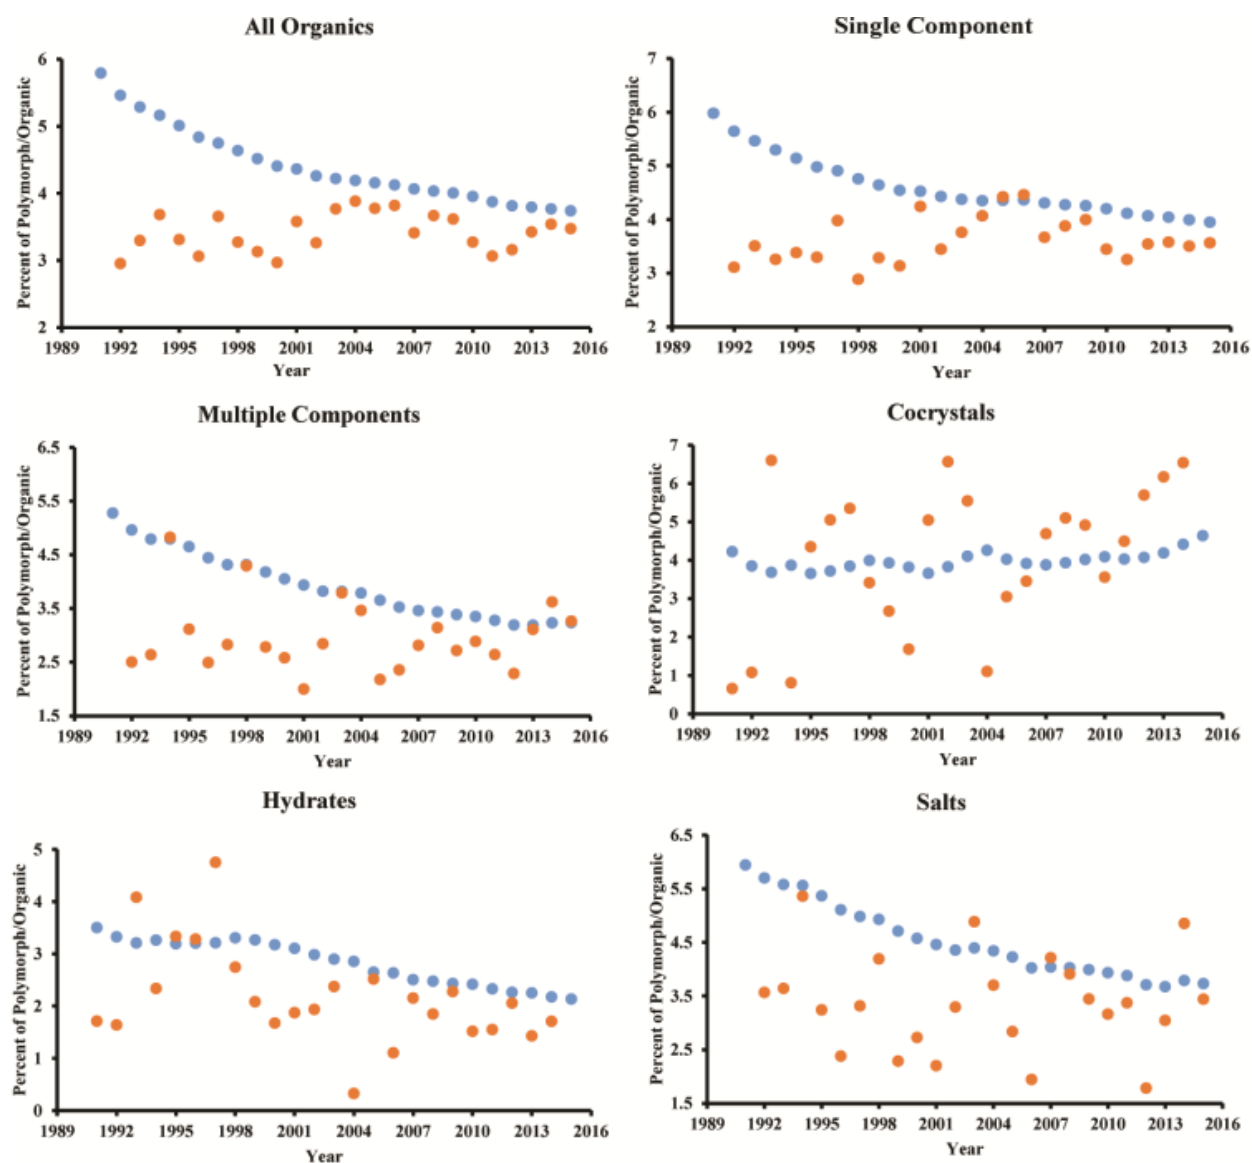 All Organics
Percent of Polymorph/Organic
6
5
4
3
2
1989 1992 1995 1998 2001 2004 2007 2010 2013 2016
Year
Single Component
Percent of Polymorph/Organic
7
6
5
4
3
2
1989 1992 1995 1998 2001 2004 2007 2010 2013 2016
Year
Multiple Components
Percent of Polymorph/Organic
6.5
5.5
4.5
3.5
2.5
1.5
1989 1992 1995 1998 2001 2004 2007 2010 2013 2016
Year
Cocrystals
Percent of Polymorph/Organic
7
6
5
4
3
2
1
0
1989 1992 1995 1998 2001 2004 2007 2010 2013 2016
Year
Hydrates
Percent of Polymorph/Organic
5
4
3
2
1
0
1989 1992 1995 1998 2001 2004 2007 2010 2013 2016
Year
Salts
Percent of Polymorph/Organic
6.5
5.5
4.5
3.5
2.5
1.5
1989 1992 1995 1998 2001 2004 2007 2010 2013 2016
Year